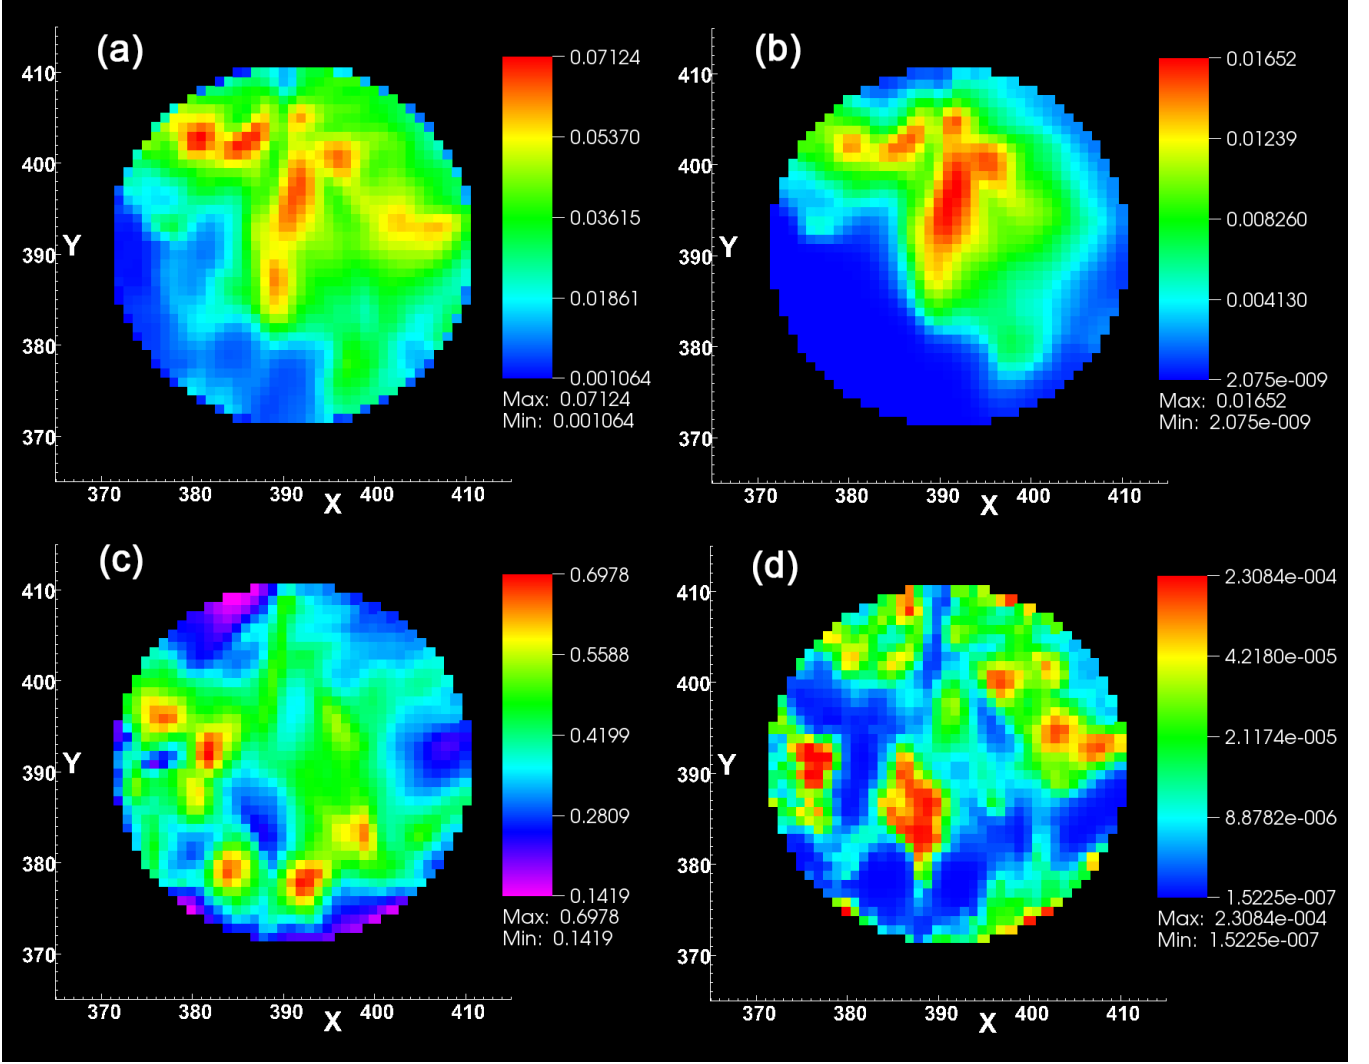 (a)
410
400
390
380
370
Y
370 380 390 400 410
X
0.07124
0.05370
0.03615
0.01861
0.001064
Max: 0.07124
Min: 0.001064
(b)
410
400
390
380
370
Y
370 380 390 400 410
X
0.01652
0.01239
0.008260
0.004130
2.075e-009
Max: 0.01652
Min: 2.075e-009
(c)
410
400
390
380
370
Y
370 380 390 400 410
X
0.6978
0.5588
0.4199
0.2809
0.1419
Max: 0.6978
Min: 0.1419
(d)
410
400
390
380
370
Y
370 380 390 400 410
X
2.3084e-004
4.2180e-005
2.1174e-005
8.8782e-006
1.5225e-007
Max: 2.3084e-004
Min: 1.5225e-007